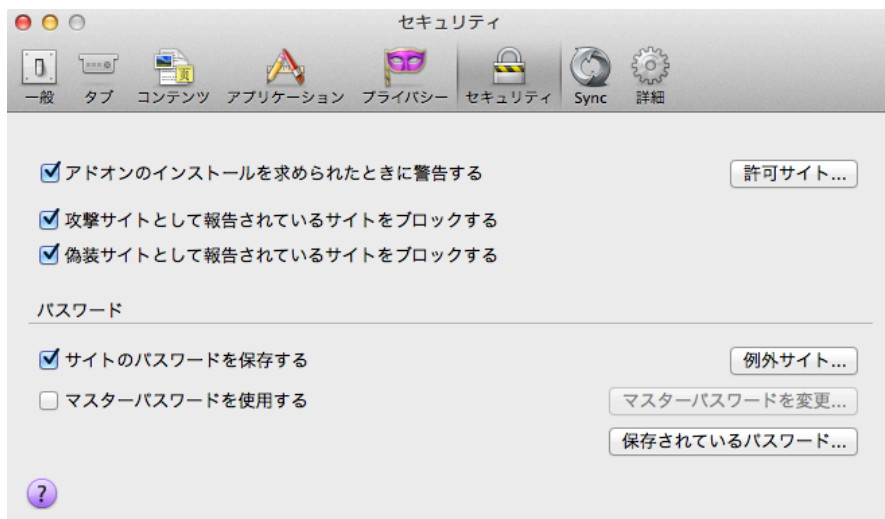 セキュリティ
一般 タブ コンテンツ アプリケーション プライバシー セキュリティ Sync 詳細
アドオンのインストールを求められたときに警告する 許可サイト...
攻撃サイトとして報告されているサイトをブロックする
偽装サイトとして報告されているサイトをブロックする
パスワード
サイトのパスワードを保存する 例外サイト...
マスターパスワードを使用する マスターパスワードを変更...
保存されているパスワード...
?